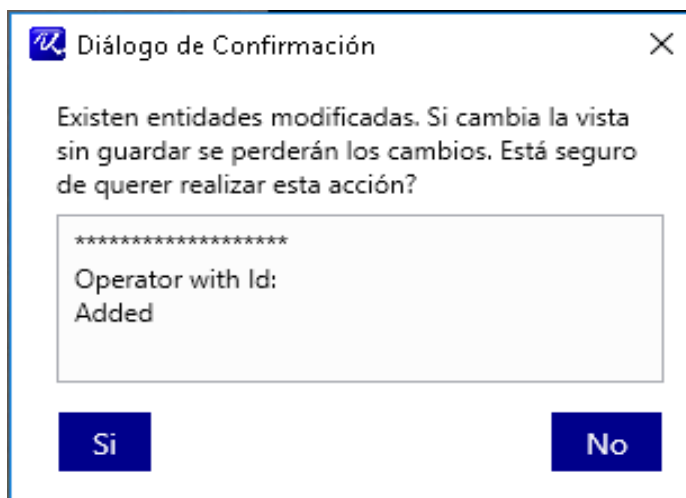 Diálogo de Confirmación
Existen entidades modificadas. Si cambia la vista
sin guardar se perderán los cambios. Está seguro
de querer realizar esta acción?
*******************
Operator with Id:
Added
Si
No